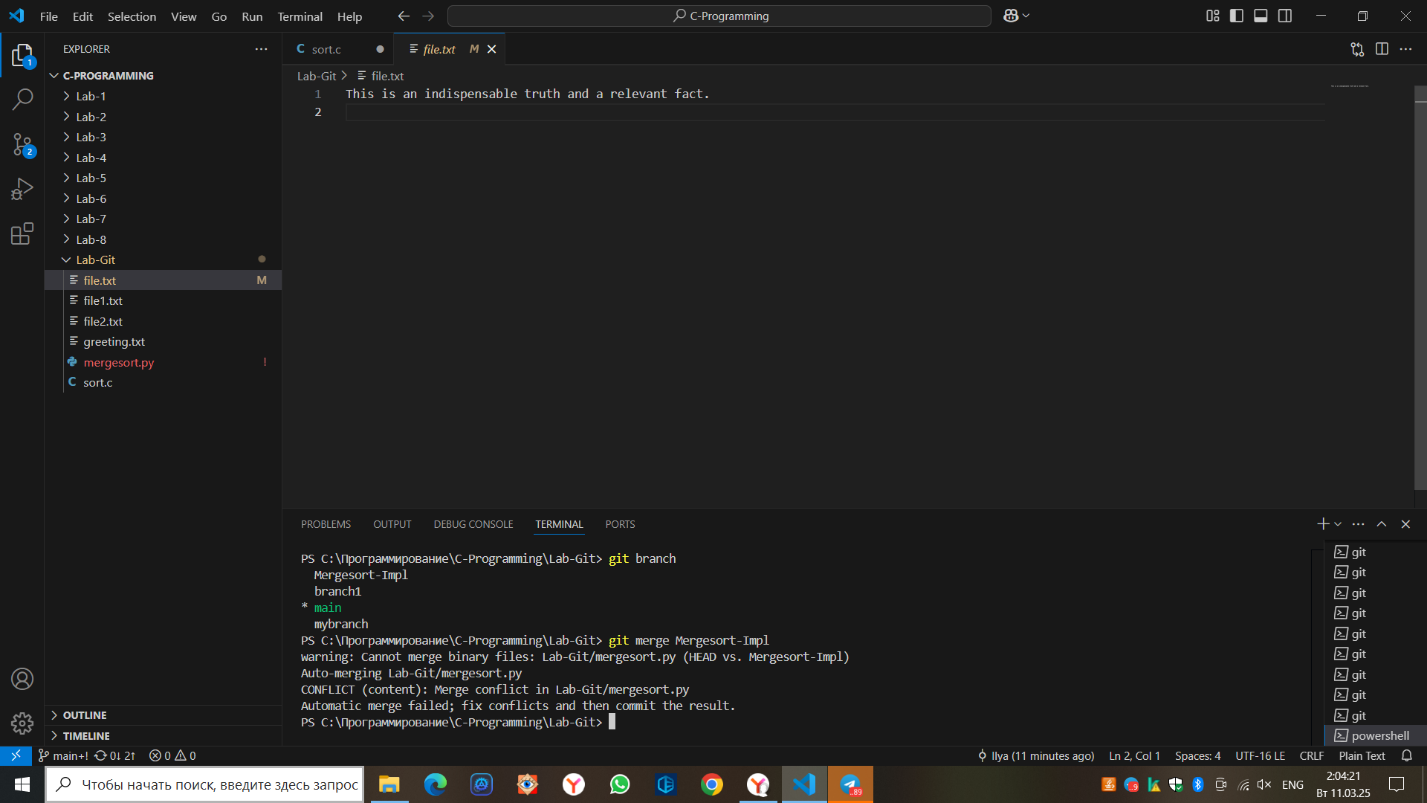 File Edit Selection View Go Run Terminal Help
C-Programming
EXPLORER
1
2
C-PROGRAMMING
Lab-1
Lab-2
Lab-3
Lab-4
Lab-5
Lab-6
Lab-7
Lab-8
Lab-Git
file.txt M
file1.txt
file2.txt
greeting.txt
mergesort.py !
C sort.c
OUTLINE
TIMELINE
C sort.c
file.txt M
Lab-Git > file.txt
1 This is an indispensable truth and a relevant fact.
2
PROBLEMS OUTPUT DEBUG CONSOLE TERMINAL PORTS
PS C:\Программирование\C-Programming\Lab-Git> git branch
Mergesort-Impl
branch1
* main
mybranch
PS C:\Программирование\C-Programming\Lab-Git> git merge Mergesort-Impl
warning: Cannot merge binary files: Lab-Git/mergesort.py (HEAD vs. Mergesort-Impl)
Auto-merging Lab-Git/mergesort.py
CONFLICT (content): Merge conflict in Lab-Git/mergesort.py
Automatic merge failed; fix conflicts and then commit the result.
PS C:\Программирование\C-Programming\Lab-Git>
git
git
git
git
git
git
git
git
git
powershell
main+! 0↓ 2↑ 0 0 Ilya (11 minutes ago) Ln 2, Col 1 Spaces: 4 UTF-16 LE CRLF Plain Text
Чтобы начать поиск, введите здесь запрос
89
ENG
2:04:21
Вт 11.03.25